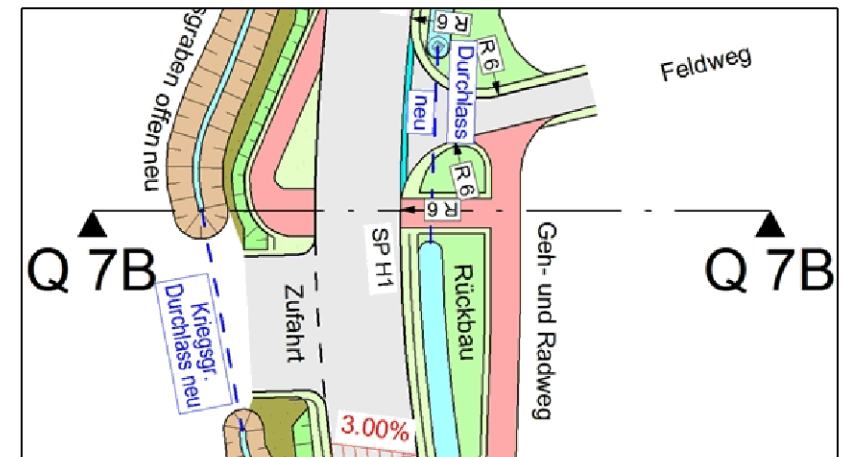 sgraben offen neu
R 6
R 6
Durchlass
neu
Feldweg
R 6
R 6
Q 7B
Q 7B
SP H1
Geh- und Radweg
Rückbau
Zufahrt
Kriegsgr.
Durchlass neu
3.00%